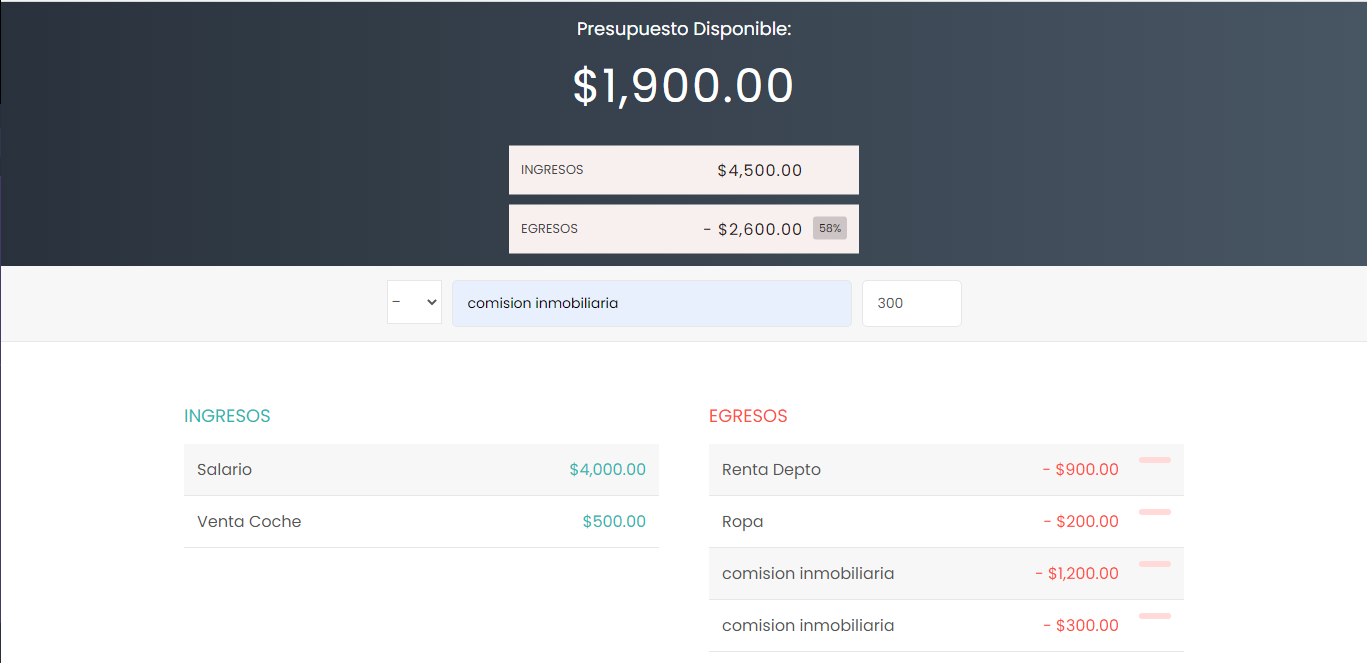 Presupuesto Disponible:
$1,900.00
INGRESOS $4,500.00
EGRESOS - $2,600.00 58%
- comision inmobiliaria 300
INGRESOS
Salario $4,000.00
Venta Coche $500.00
EGRESOS
Renta Depto - $900.00
Ropa - $200.00
comision inmobiliaria - $1,200.00
comision inmobiliaria - $300.00